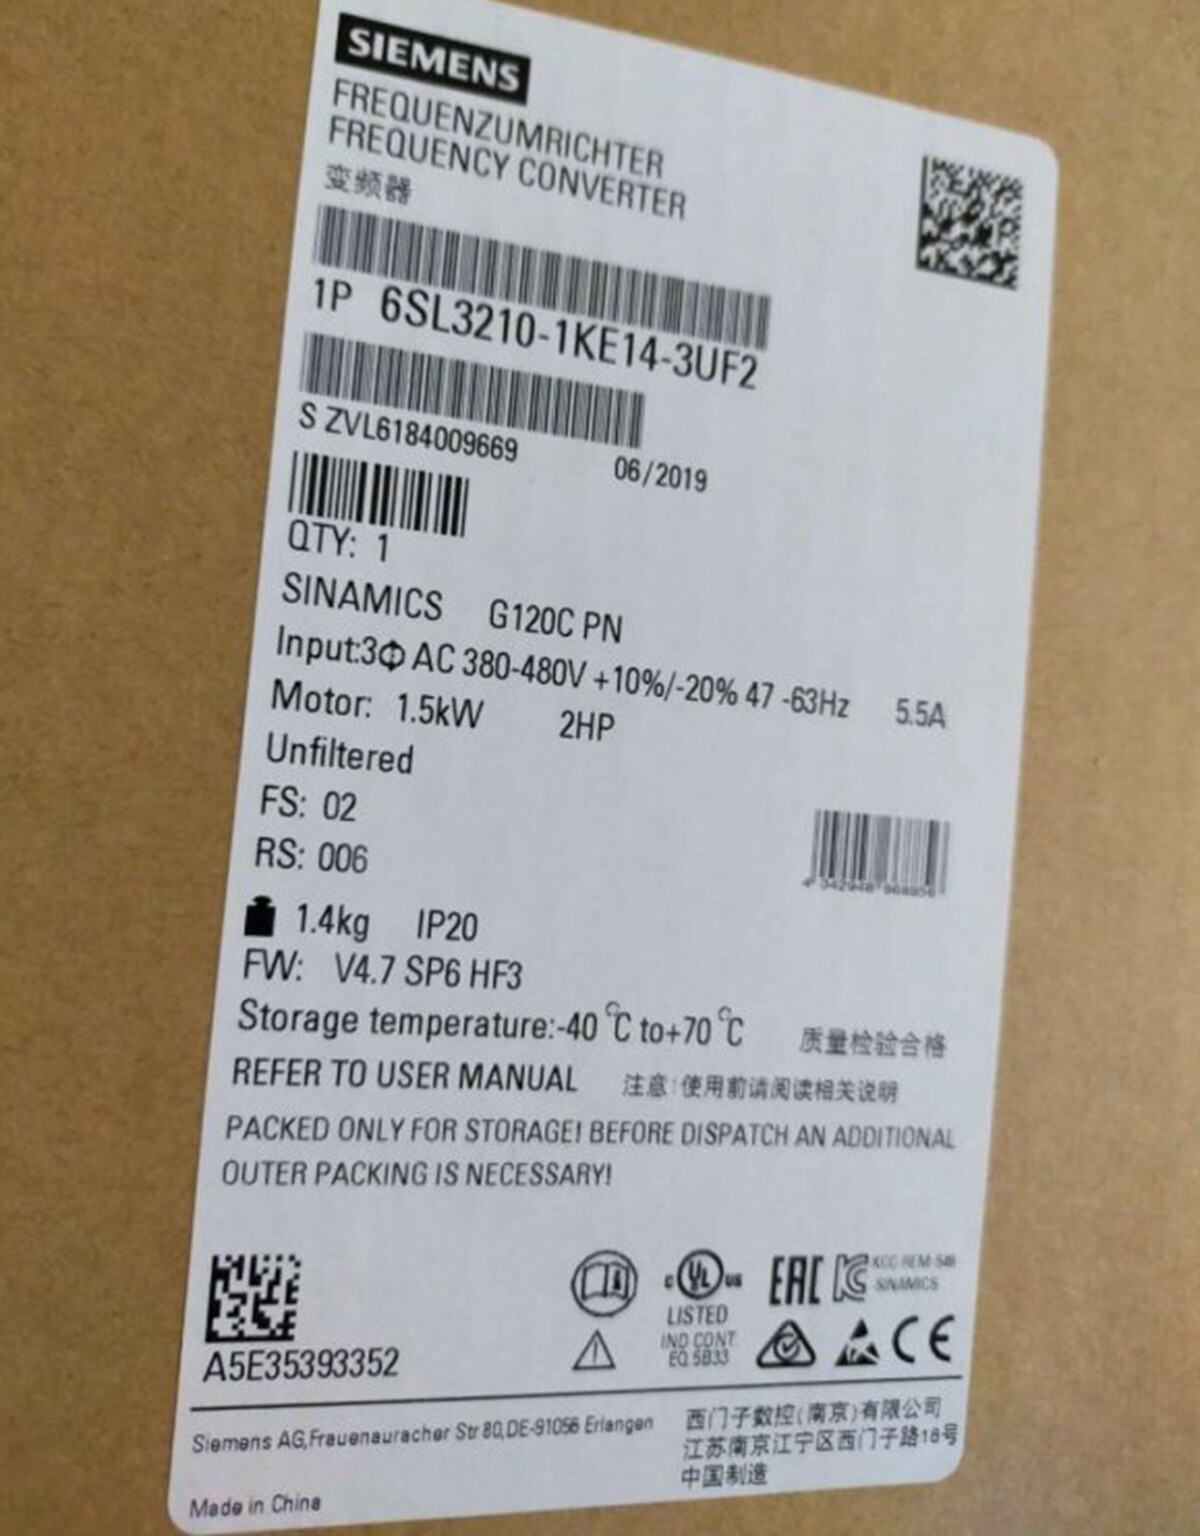 SIEMENS
FREQUENZUMRICHTER
FREQUENCY CONVERTER
变频器
1P 6SL3210-1KE14-3UF2
S ZVL6184009669 06/2019
QTY: 1
SINAMICS G120C PN
Input:3Φ AC 380-480V +10%/-20% 47 -63Hz 5.5A
Motor: 1.5kW 2HP
Unfiltered
FS: 02
RS: 006
1.4kg IP20
FW: V4.7 SP6 HF3
Storage temperature:-40℃ to+70℃ 质量检验合格
REFER TO USER MANUAL 注意:使用前请阅读相关说明
PACKED ONLY FOR STORAGE! BEFORE DISPATCH AN ADDITIONAL
OUTER PACKING IS NECESSARY!
A5E35393352
C UL US
LISTED
IND CONT
EQ 5B33
EAC
SINAMICS
CE
Siemens AG,Frauenauracher Str 80,DE-91056 Erlangen
Made in China
西门子数控(南京)有限公司
江苏南京江宁区西门子路18号
中国制造